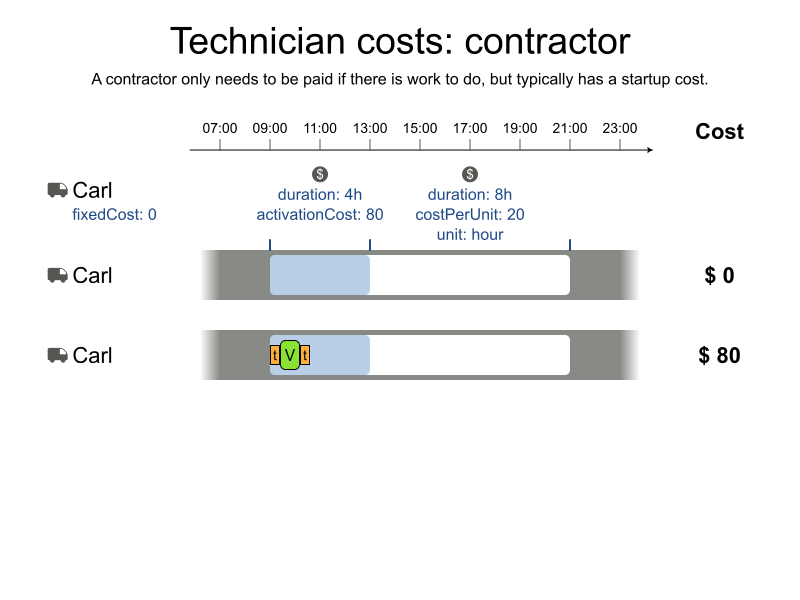 Technician costs: contractor
A contractor only needs to be paid if there is work to do, but typically has a startup cost.
07:00 09:00 11:00 13:00 15:00 17:00 19:00 21:00 23:00 Cost
$ $
Carl duration: 4h duration: 8h
fixedCost: 0 activationCost: 80 costPerUnit: 20
unit: hour
Carl $ 0
Carl t V t $ 80